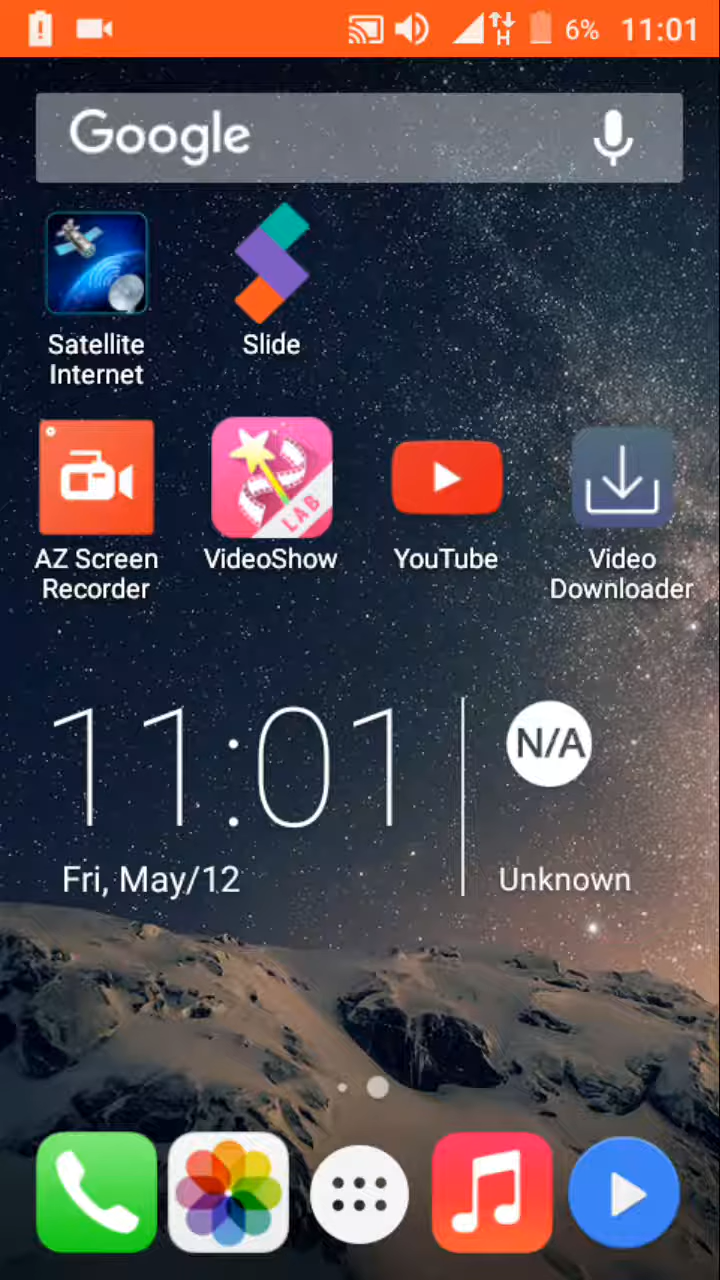 H 6% 11:01
Google
Satellite
Internet
Slide
LAB
AZ Screen
Recorder
VideoShow
YouTube
Video
Downloader
11:01
N/A
Fri, May/12
Unknown